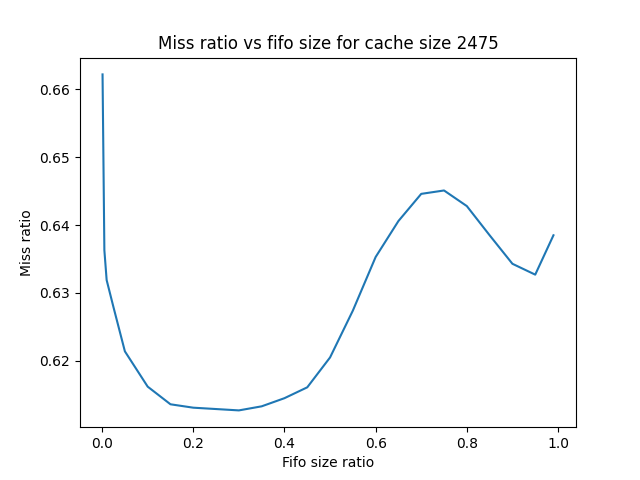 Miss ratio vs fifo size for cache size 2475
0.66
0.65
0.64
0.63
0.62
Miss ratio
0.0 0.2 0.4 0.6 0.8 1.0
Fifo size ratio